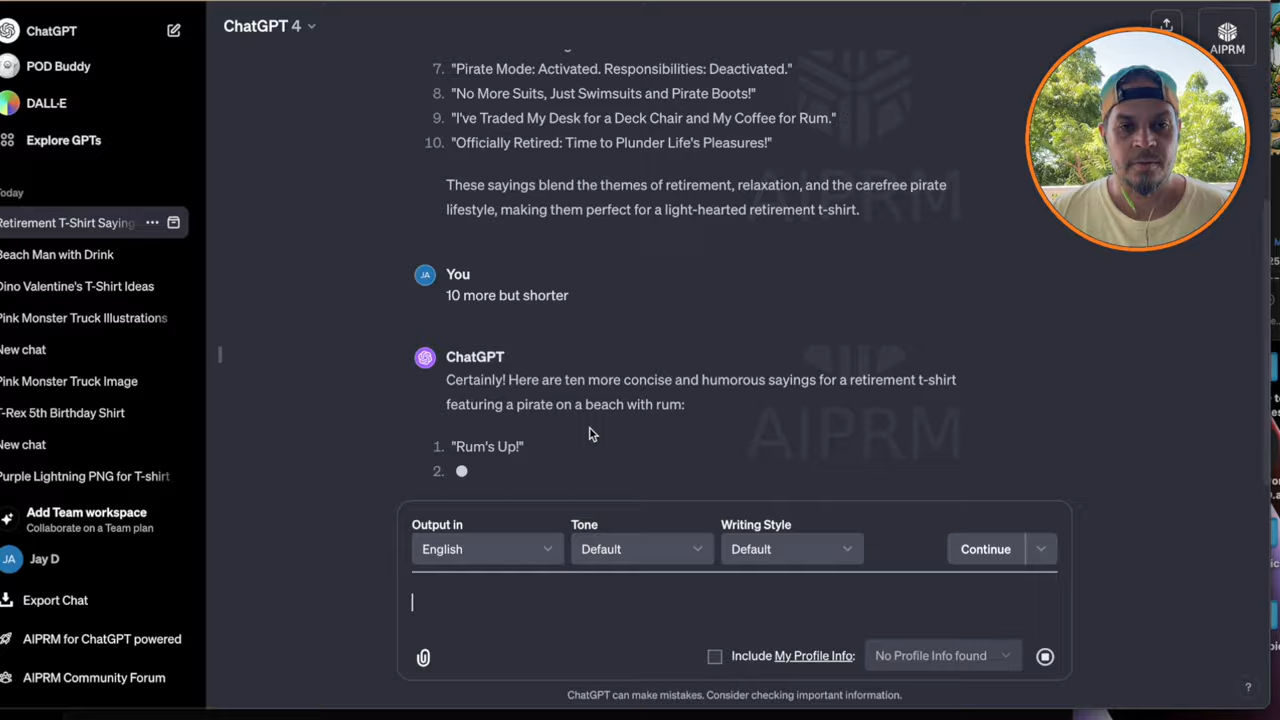 ChatGPT
POD Buddy
DALL·E
Explore GPTs
Today
Retirement T-Shirt Saying
Beach Man with Drink
Dino Valentine's T-Shirt Ideas
Pink Monster Truck Illustrations
New chat
Pink Monster Truck Image
T-Rex 5th Birthday Shirt
New chat
Purple Lightning PNG for T-shirt
Add Team workspace
Collaborate on a Team plan
Jay D
Export Chat
AIPRM for ChatGPT powered
AIPRM Community Forum
ChatGPT 4
AIPRM
7. "Pirate Mode: Activated. Responsibilities: Deactivated."
8. "No More Suits, Just Swimsuits and Pirate Boots!"
9. "I've Traded My Desk for a Deck Chair and My Coffee for Rum."
10. "Officially Retired: Time to Plunder Life's Pleasures!"
These sayings blend the themes of retirement, relaxation, and the carefree pirate
lifestyle, making them perfect for a light-hearted retirement t-shirt.
AIPRM
JA
You
10 more but shorter
ChatGPT
Certainly! Here are ten more concise and humorous sayings for a retirement t-shirt
featuring a pirate on a beach with rum:
AIPRM
1. "Rum's Up!"
2.
Output in
Tone
Writing Style
English
Default
Default
Continue
Include My Profile Info:
No Profile Info found
ChatGPT can make mistakes. Consider checking important information.
?
JA